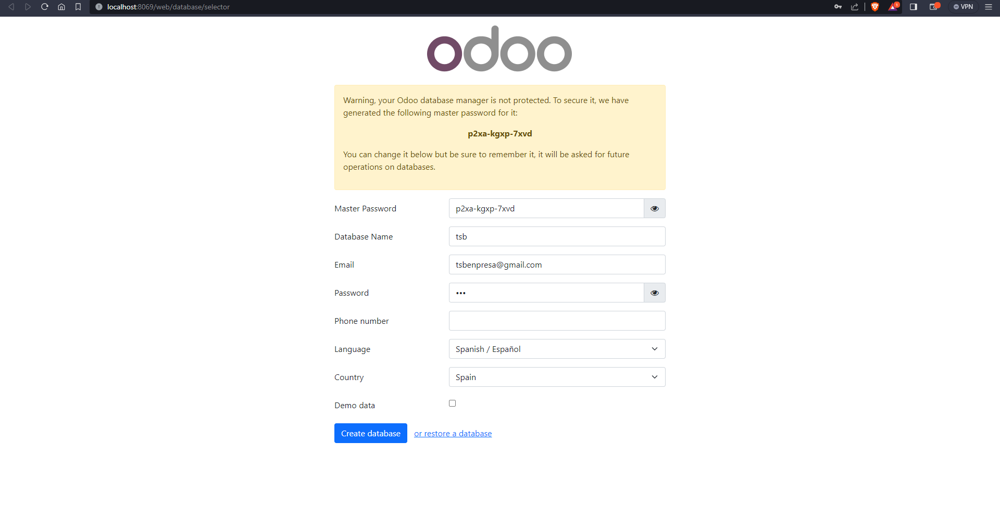 localhost:8069/web/database/selector
1
VPN
odoo
Warning, your Odoo database manager is not protected. To secure it, we have
generated the following master password for it:
p2xa-kgxp-7xvd
You can change it below but be sure to remember it, it will be asked for future
operations on databases.
Master Password
p2xa-kgxp-7xvd
Database Name
tsb
Email
tsbenpresa@gmail.com
Password
•••
Phone number
Language
Spanish / Español
Country
Spain
Demo data
Create database
or restore a database